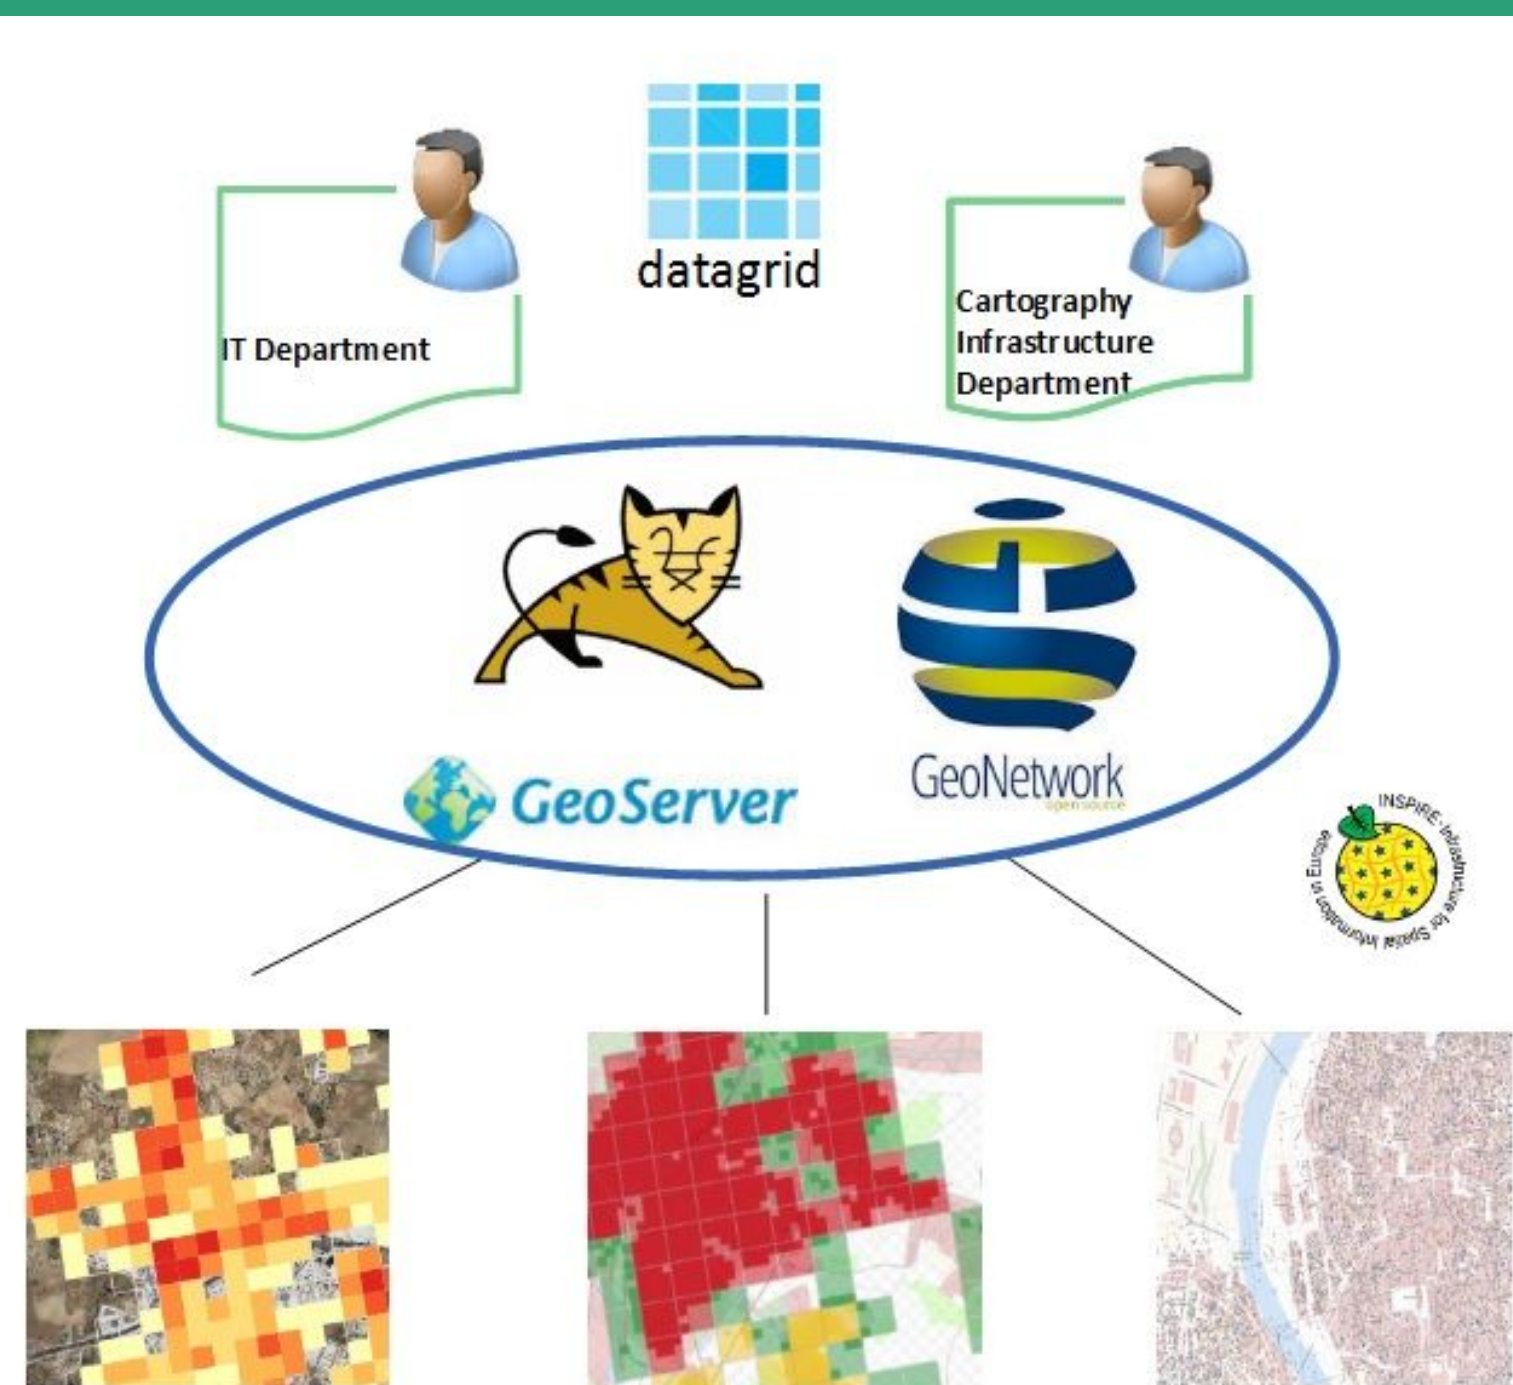 datagrid
IT Department
Cartography
Infrastructure
Department
GeoServer
GeoNetwork
opensource
INSPIRE - Infrastructure for Spatial Information in Europe